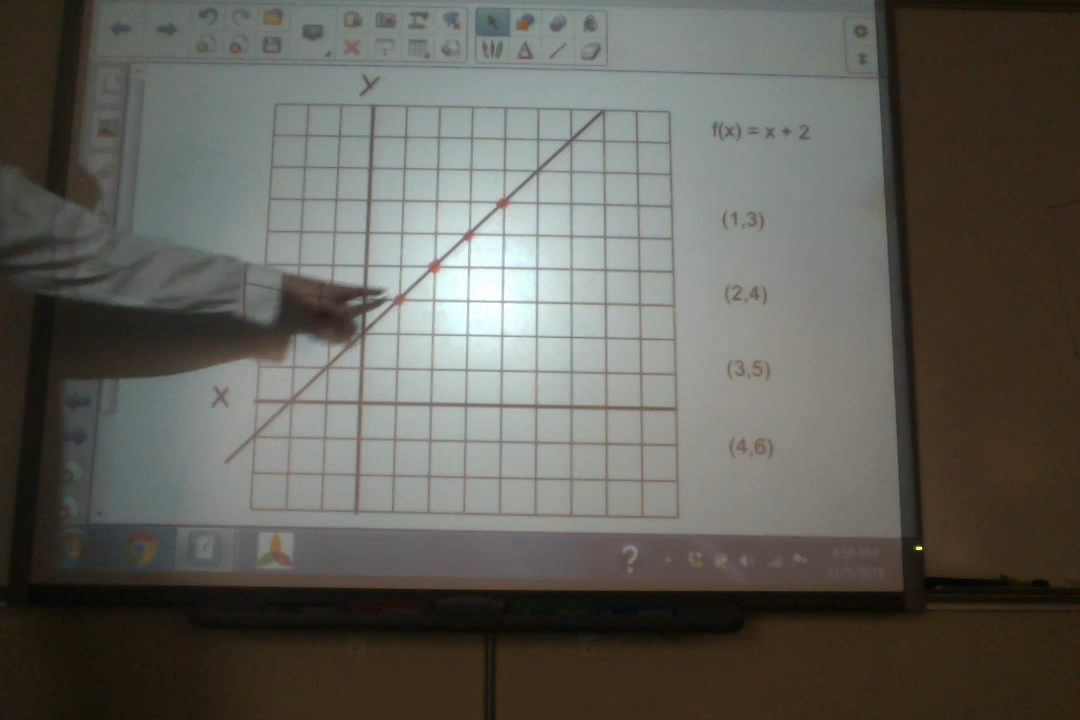 Y
f(x) = x + 2
(1,3)
(2,4)
(3,5)
X
(4,6)
?